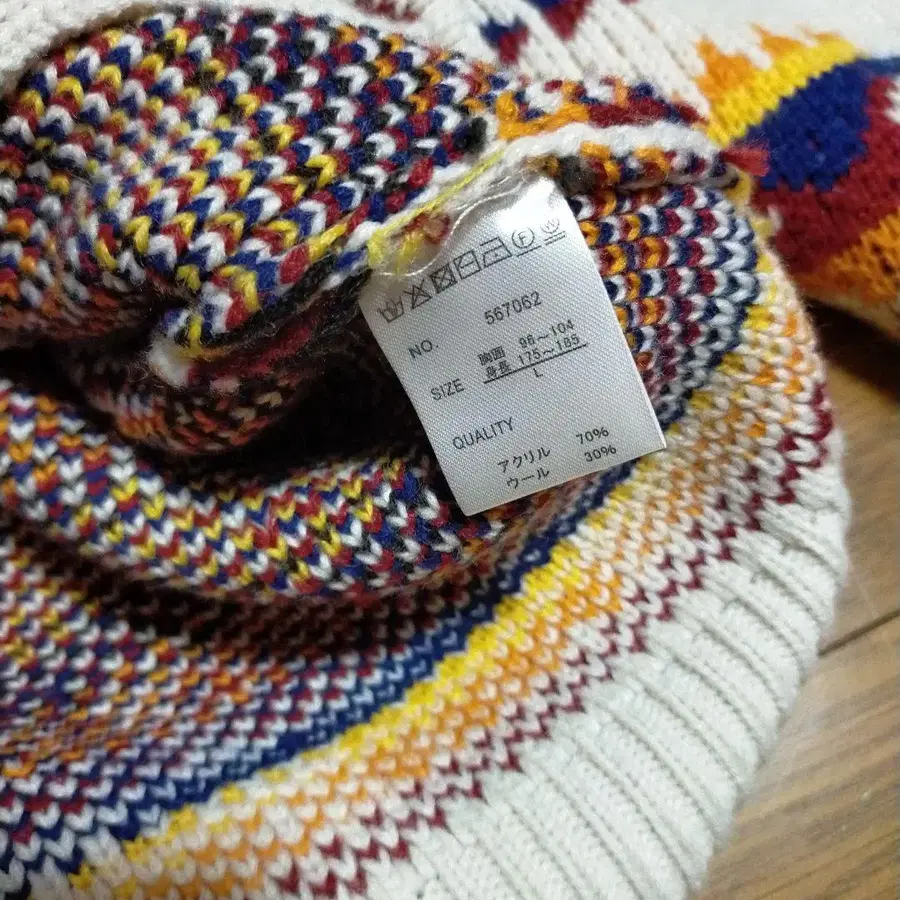 NO. 567062
胸囲 96～104
SIZE 身長 175～185
L
QUALITY
アクリル 70%
ウール 30%